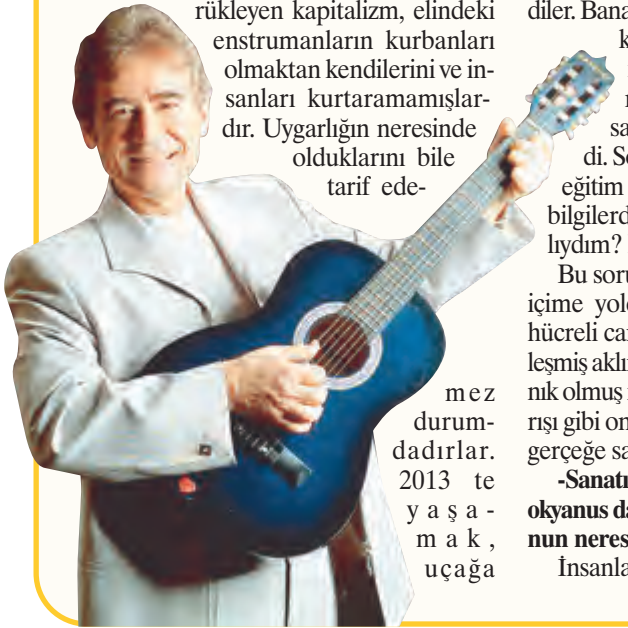 rükleyen kapitalizm, elindeki
enstrumanların kurbanları
olmaktan kendilerini ve in-
sanları kurtaramamışlar-
dır. Uygarlığın neresinde
olduklarını bile
tarif ede-
mez
durum-
dadırlar.
2013 te
yaşa-
mak,
uçağa
diler. Bana
di. So
eğitim
bilgilerd
lıydım?
Bu soru
içime yol
hücreli ca
leşmiş aklı
nık olmuş
rışı gibi on
gerçeğe sa
-Sanatı
okyanus da
nun neres
İnsanla